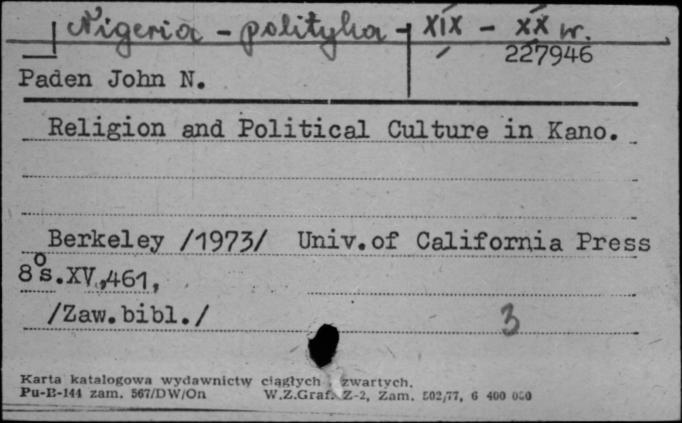 Nigeria - polityka - XIX - XX w.
227946
Paden John N.
Religion and Political Culture in Kano.
Berkeley /1973/ Univ.of California Press
8° s.XV,461,
/Zaw.bibl./
3
Karta katalogowa wydawnictw ciągłych i zwartych.
Pu-B-144 zam. 567/DW/On W.Z.Graf. Z-2, Zam. 502/77, 6 400 000